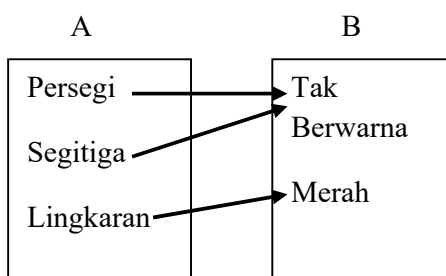 A B
Persegi Tak
Berwarna
Segitiga
Lingkaran Merah